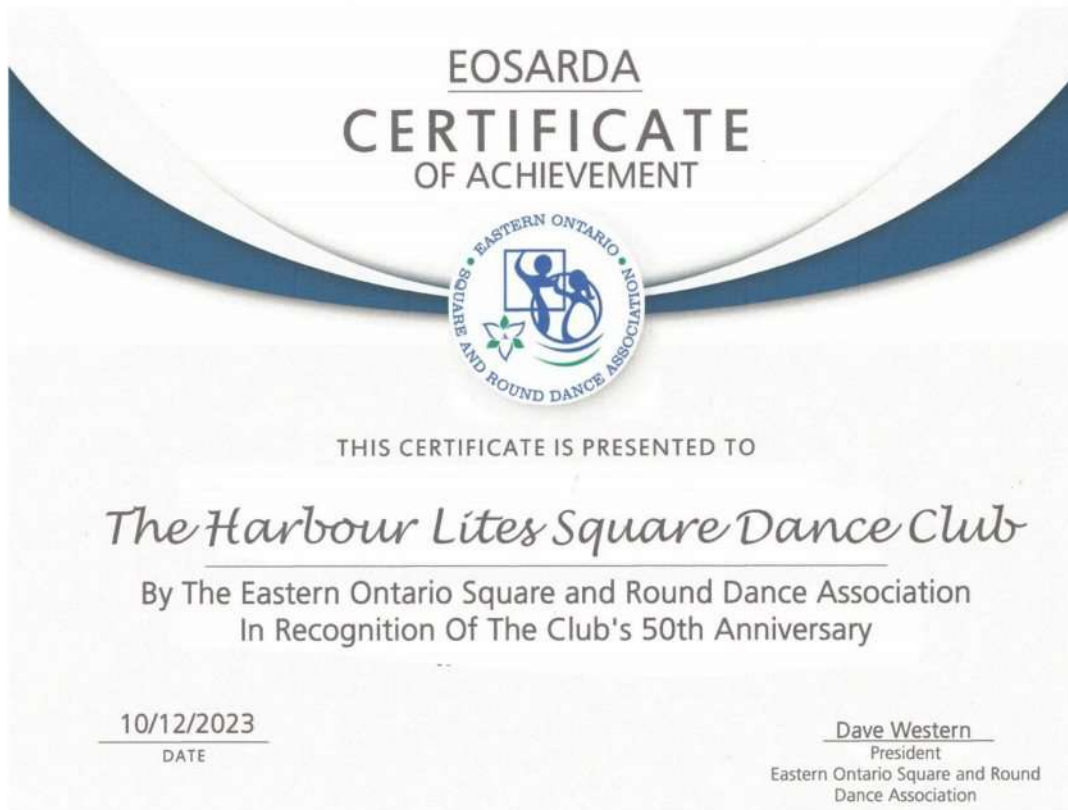 EOSARDA
CERTIFICATE
OF ACHIEVEMENT
• EASTERN ONTARIO •
SQUARE AND ROUND DANCE ASSOCIATION
THIS CERTIFICATE IS PRESENTED TO
The Harbour Lites Square Dance Club
By The Eastern Ontario Square and Round Dance Association
In Recognition Of The Club's 50th Anniversary
10/12/2023
DATE
Dave Western
President
Eastern Ontario Square and Round
Dance Association